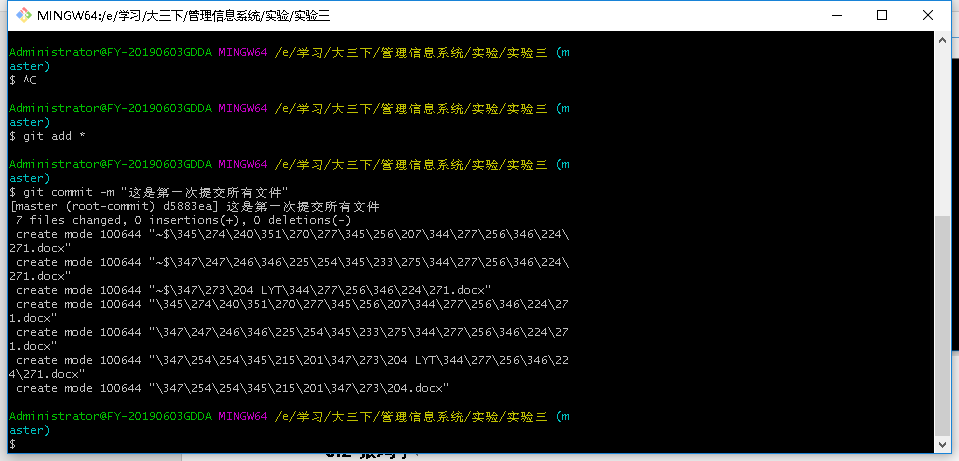 MINGW64:/e/学习/大三下/管理信息系统/实验/实验三
Administrator@FY-20190603GDDA MINGW64 /e/学习/大三下/管理信息系统/实验/实验三 (m
aster)
$ ^C
Administrator@FY-20190603GDDA MINGW64 /e/学习/大三下/管理信息系统/实验/实验三 (m
aster)
$ git add *
Administrator@FY-20190603GDDA MINGW64 /e/学习/大三下/管理信息系统/实验/实验三 (m
aster)
$ git commit -m "这是第一次提交所有文件"
[master (root-commit) d5883ea] 这是第一次提交所有文件
 7 files changed, 0 insertions(+), 0 deletions(-)
 create mode 100644 "~$\345\274\240\351\270\277\345\256\207\344\277\256\346\224\
271.docx"
 create mode 100644 "~$\347\247\246\346\225\254\345\233\275\344\277\256\346\224\
271.docx"
 create mode 100644 "~$\347\273\204 LYT\344\277\256\346\224\271.docx"
 create mode 100644 "\345\274\240\351\270\277\345\256\207\344\277\256\346\224\27
1.docx"
 create mode 100644 "\347\247\246\346\225\254\345\233\275\344\277\256\346\224\27
1.docx"
 create mode 100644 "\347\254\254\345\215\201\347\273\204 LYT\344\277\256\346\22
4\271.docx"
 create mode 100644 "\347\254\254\345\215\201\347\273\204.docx"
Administrator@FY-20190603GDDA MINGW64 /e/学习/大三下/管理信息系统/实验/实验三 (m
aster)
$